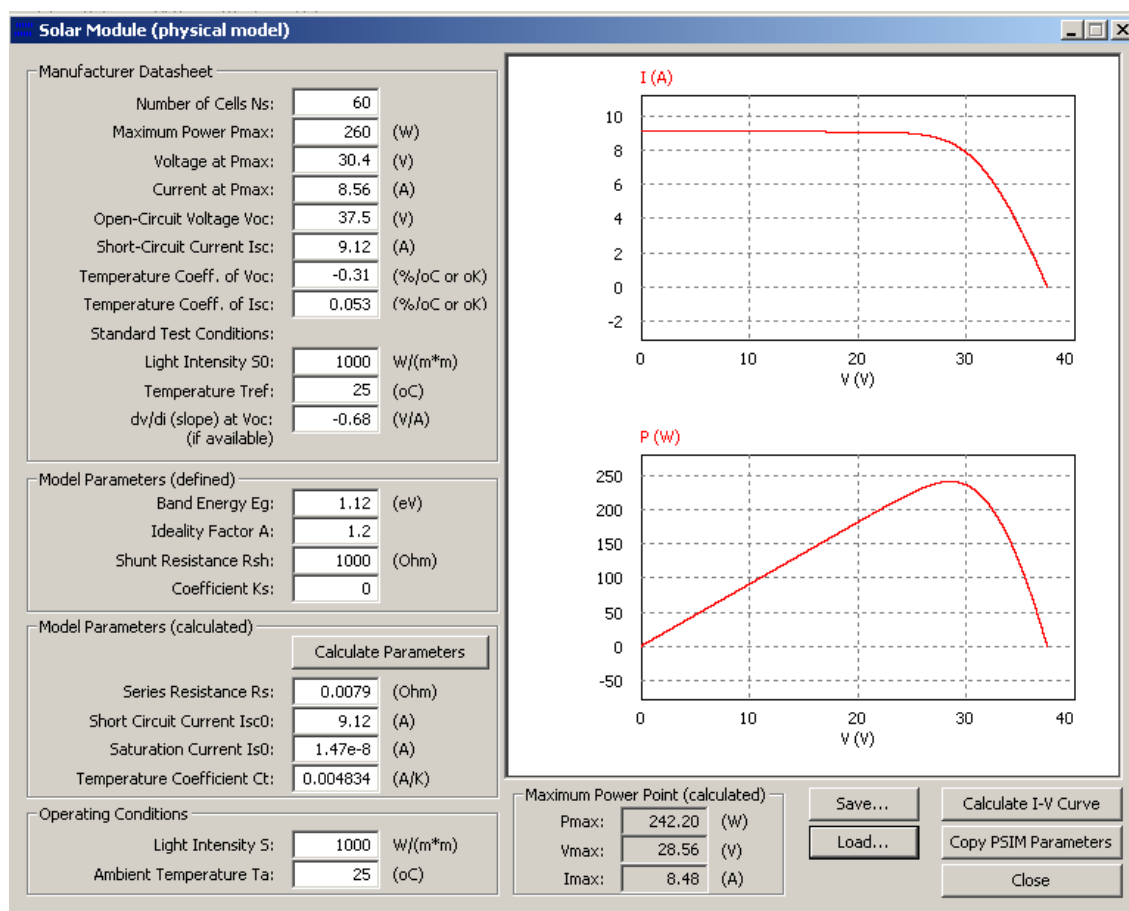 Solar Module (physical model)
Manufacturer Datasheet
Number of Cells Ns: 60
Maximum Power Pmax: 260 (W)
Voltage at Pmax: 30.4 (V)
Current at Pmax: 8.56 (A)
Open-Circuit Voltage Voc: 37.5 (V)
Short-Circuit Current Isc: 9.12 (A)
Temperature Coeff. of Voc: -0.31 (%/oC or oK)
Temperature Coeff. of Isc: 0.053 (%/oC or oK)
Standard Test Conditions:
Light Intensity S0: 1000 W/(m*m)
Temperature Tref: 25 (oC)
dv/di (slope) at Voc: -0.68 (V/A)
(if available)
Model Parameters (defined)
Band Energy Eg: 1.12 (eV)
Ideality Factor A: 1.2
Shunt Resistance Rsh: 1000 (Ohm)
Coefficient Ks: 0
Model Parameters (calculated)
Calculate Parameters
Series Resistance Rs: 0.0079 (Ohm)
Short Circuit Current Isc0: 9.12 (A)
Saturation Current Is0: 1.47e-8 (A)
Temperature Coefficient Ct: 0.004834 (A/K)
Operating Conditions
Light Intensity S: 1000 W/(m*m)
Ambient Temperature Ta: 25 (oC)
I (A)
10
8
6
4
2
0
-2
0 10 20 30 40
V (V)
P (W)
250
200
150
100
50
0
-50
0 10 20 30 40
V (V)
Maximum Power Point (calculated)
Pmax: 242.20 (W)
Vmax: 28.56 (V)
Imax: 8.48 (A)
Save...
Load...
Calculate I-V Curve
Copy PSIM Parameters
Close